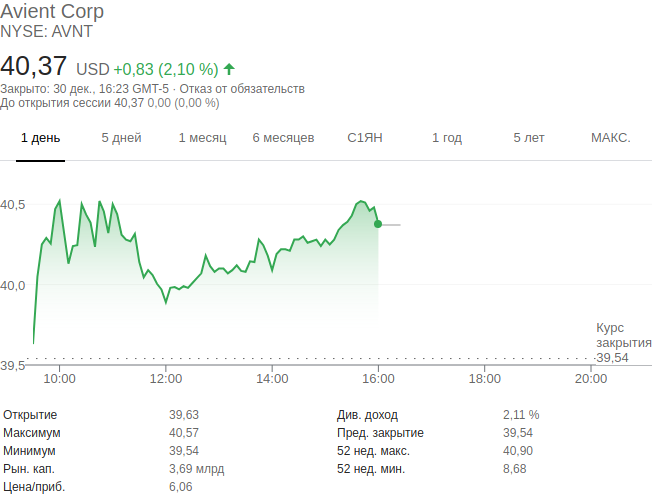 Avient Corp
NYSE: AVNT
40,37 USD +0,83 (2,10 %)
Закрыто: 30 дек., 16:23 GMT-5 · Отказ от обязательств
До открытия сессии 40,37 0,00 (0,00 %)
1 день 5 дней 1 месяц 6 месяцев С1ЯН 1 год 5 лет МАКС.
40,5
40,0
Курс
закрытия
39,54
39,5
10:00 12:00 14:00 16:00 18:00 20:00
Открытие 39,63 Див. доход 2,11 %
Максимум 40,57 Пред. закрытие 39,54
Минимум 39,54 52 нед. макс. 40,90
Рын. кап. 3,69 млрд 52 нед. мин. 8,68
Цена/приб. 6,06